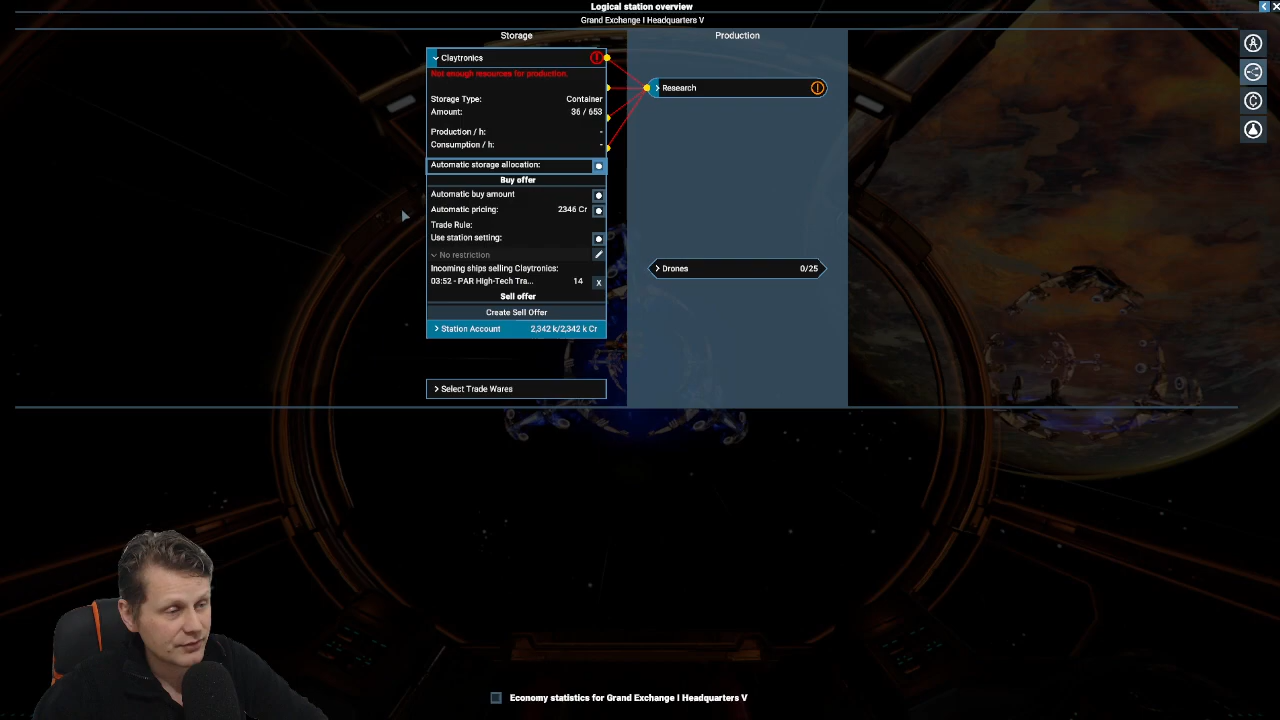 Logical station overview
Grand Exchange I Headquarters V
Storage
Production
Claytronics
Not enough resources for production.
Storage Type: Container
Amount: 36 / 653
Production / h: -
Consumption / h: -
Automatic storage allocation:
Buy offer
Automatic buy amount
Automatic pricing: 2346 Cr
Trade Rule:
Use station setting:
No restriction
Incoming ships selling Claytronics:
03:52 - PAR High-Tech Tra... 14 X
Sell offer
Create Sell Offer
Station Account 2,342 k/2,342 k Cr
Select Trade Wares
Research
Drones 0/25
Economy statistics for Grand Exchange I Headquarters V